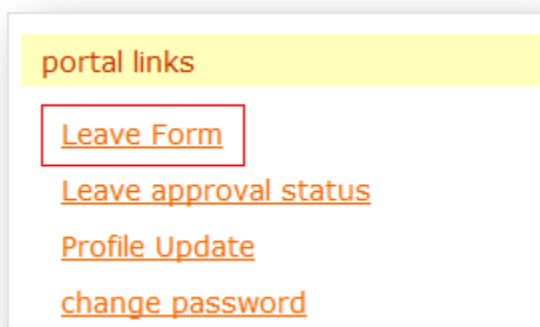 portal links
Leave Form
Leave approval status
Profile Update
change password